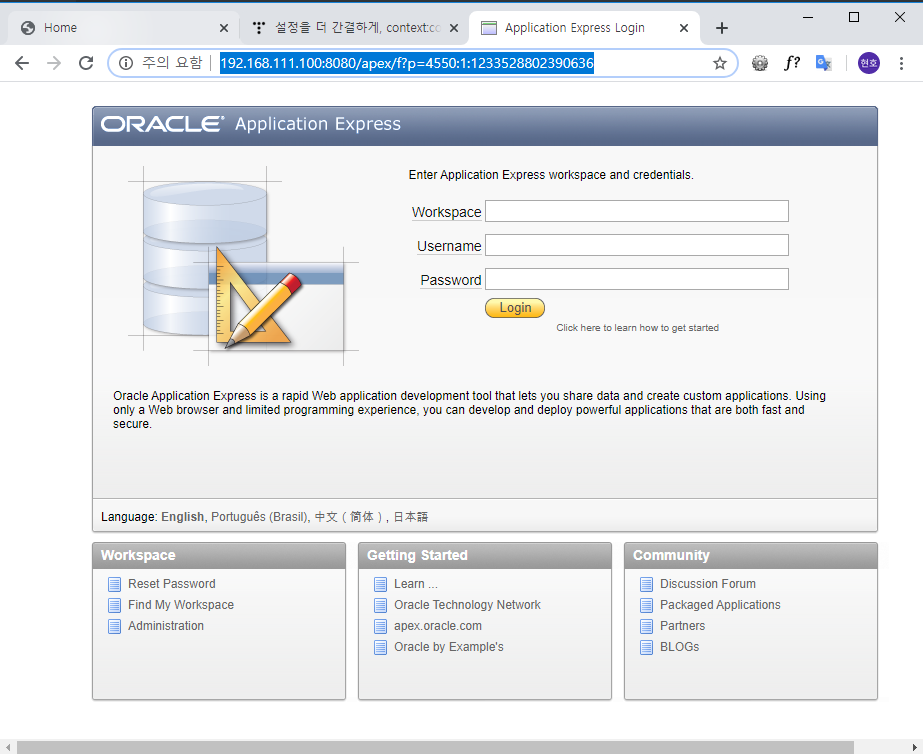 Home
설정을 더 간결하게, context:co
Application Express Login
주의 요함
192.168.111.100:8080/apex/f?p=4550:1:1233528802390636
f?
현호
ORACLE Application Express
Enter Application Express workspace and credentials.
Workspace
Username
Password
Login
Click here to learn how to get started
Oracle Application Express is a rapid Web application development tool that lets you share data and create custom applications. Using
only a Web browser and limited programming experience, you can develop and deploy powerful applications that are both fast and
secure.
Language: English, Português (Brasil), 中文 ( 简体 ) , 日本語
Workspace
Reset Password
Find My Workspace
Administration
Getting Started
Learn ...
Oracle Technology Network
apex.oracle.com
Oracle by Example's
Community
Discussion Forum
Packaged Applications
Partners
BLOGs